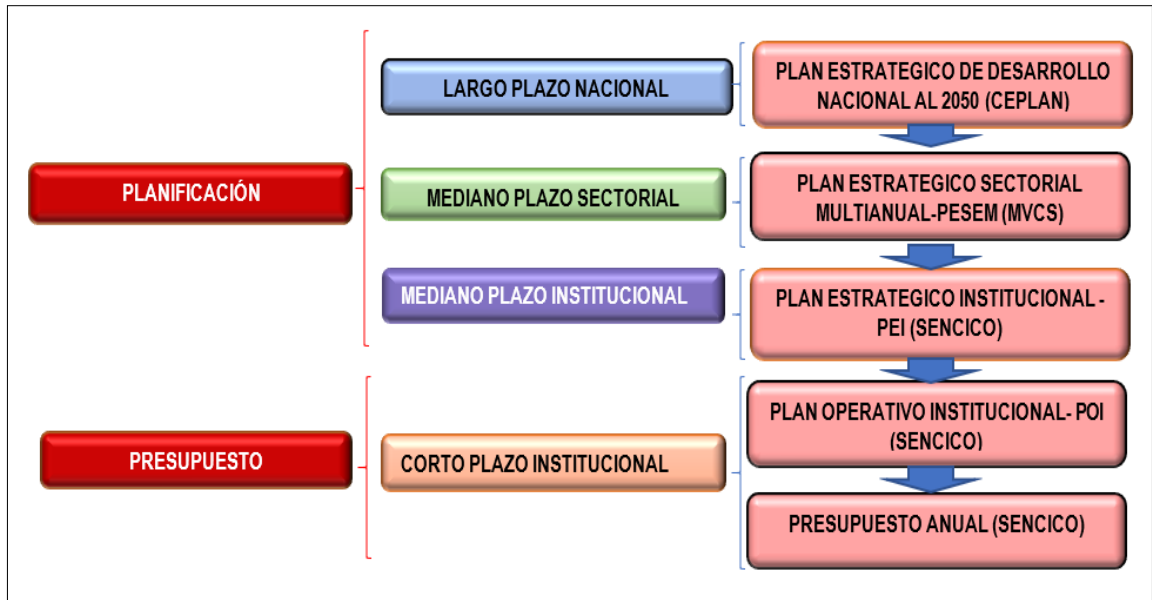 PLANIFICACIÓN
LARGO PLAZO NACIONAL
PLAN ESTRATEGICO DE DESARROLLO
NACIONAL AL 2050 (CEPLAN)
MEDIANO PLAZO SECTORIAL
PLAN ESTRATEGICO SECTORIAL
MULTIANUAL-PESEM (MVCS)
MEDIANO PLAZO INSTITUCIONAL
PLAN ESTRATEGICO INSTITUCIONAL -
PEI (SENCICO)
PRESUPUESTO
CORTO PLAZO INSTITUCIONAL
PLAN OPERATIVO INSTITUCIONAL- POI
(SENCICO)
PRESUPUESTO ANUAL (SENCICO)